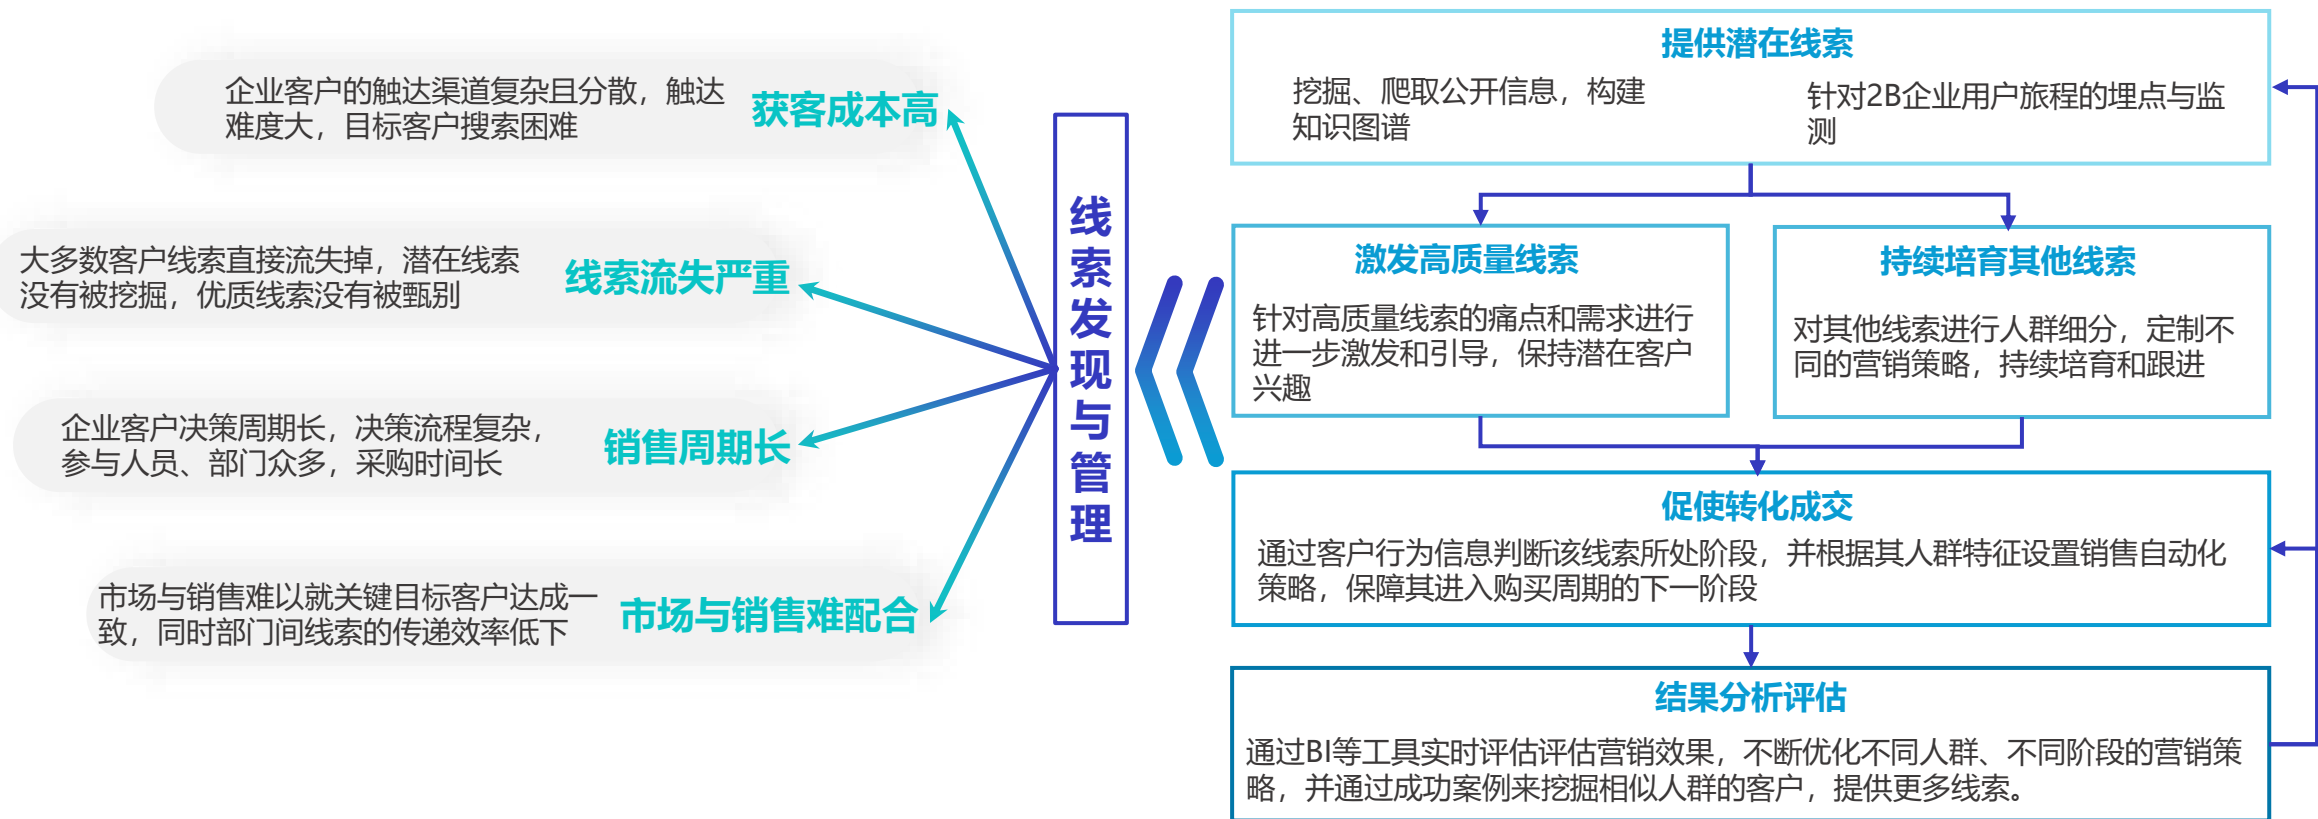 企业客户的触达渠道复杂且分散，触达
难度大，目标客户搜索困难
获客成本高
大多数客户线索直接流失掉，潜在线索
没有被挖掘，优质线索没有被甄别
线索流失严重
企业客户决策周期长，决策流程复杂，
参与人员、部门众多，采购时间长
销售周期长
市场与销售难以就关键目标客户达成一
致，同时部门间线索的传递效率低下
市场与销售难配合
线索发现与管理
提供潜在线索
挖掘、爬取公开信息，构建
知识图谱
针对2B企业用户旅程的埋点与监
测
激发高质量线索
针对高质量线索的痛点和需求进行
进一步激发和引导，保持潜在客户
兴趣
持续培育其他线索
对其他线索进行人群细分，定制不
同的营销策略，持续培育和跟进
促使转化成交
通过客户行为信息判断该线索所处阶段，并根据其人群特征设置销售自动化
策略，保障其进入购买周期的下一阶段
结果分析评估
通过BI等工具实时评估评估营销效果，不断优化不同人群、不同阶段的营销策
略，并通过成功案例来挖掘相似人群的客户，提供更多线索。